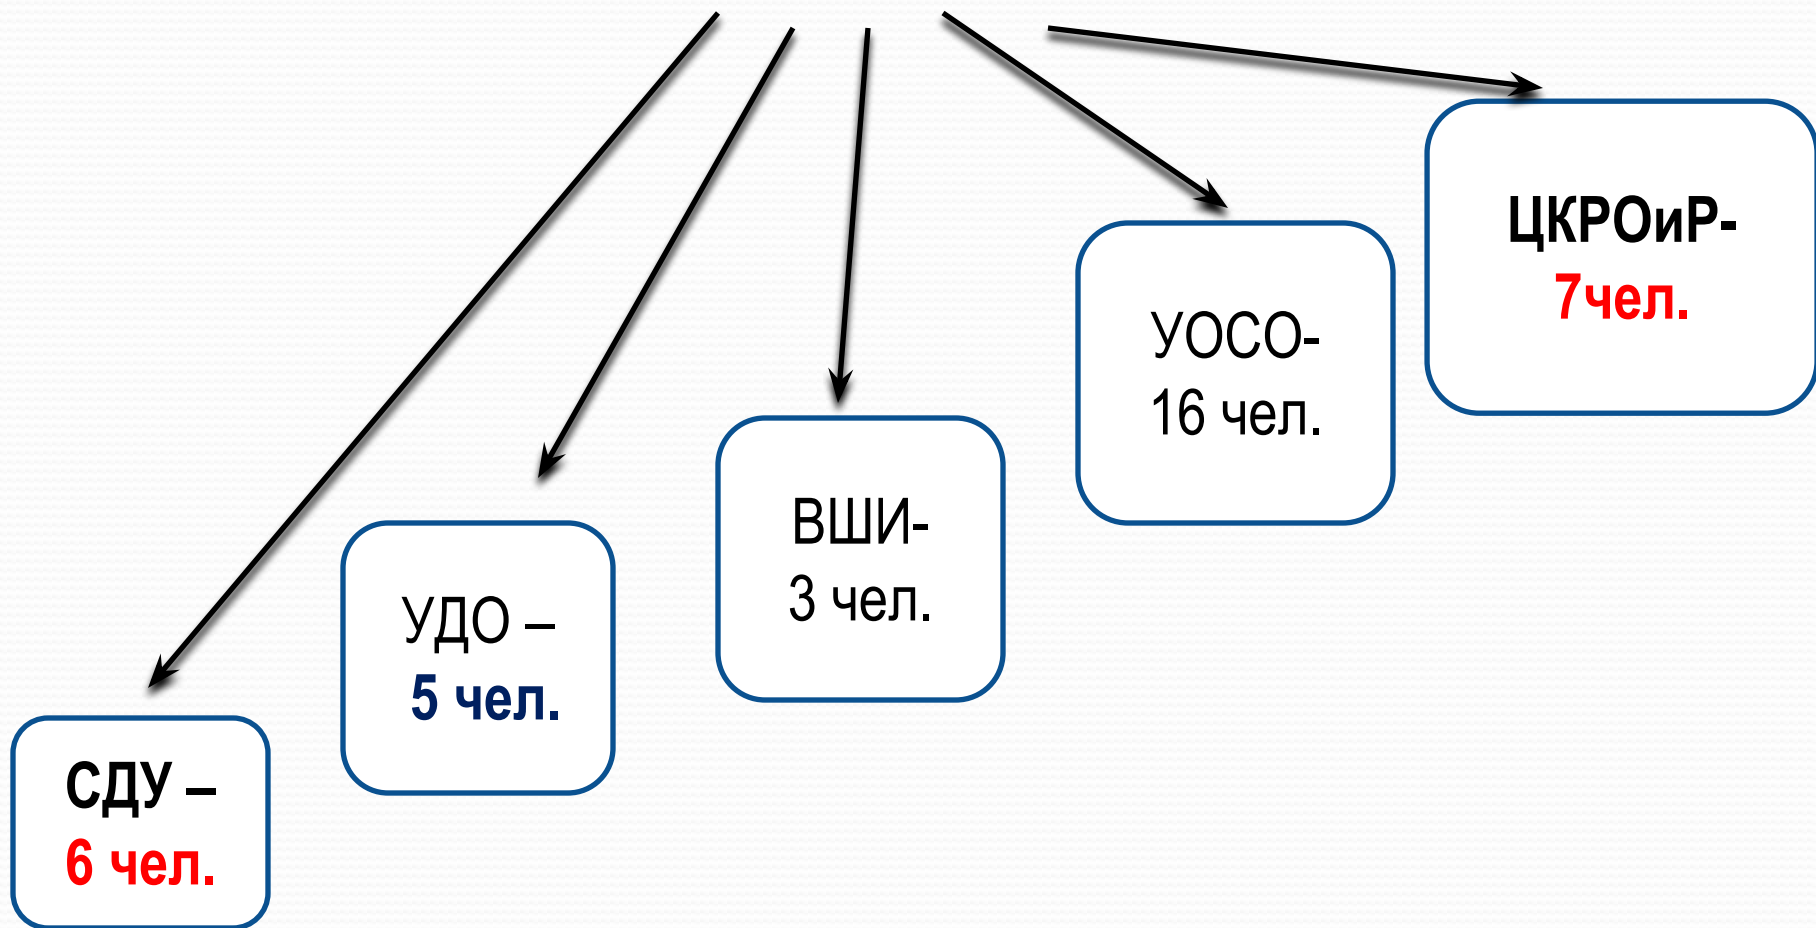 СДУ –
6 чел.
УДО –
5 чел.
ВШИ-
3 чел.
УОСО-
16 чел.
ЦКРОиР-
7чел.